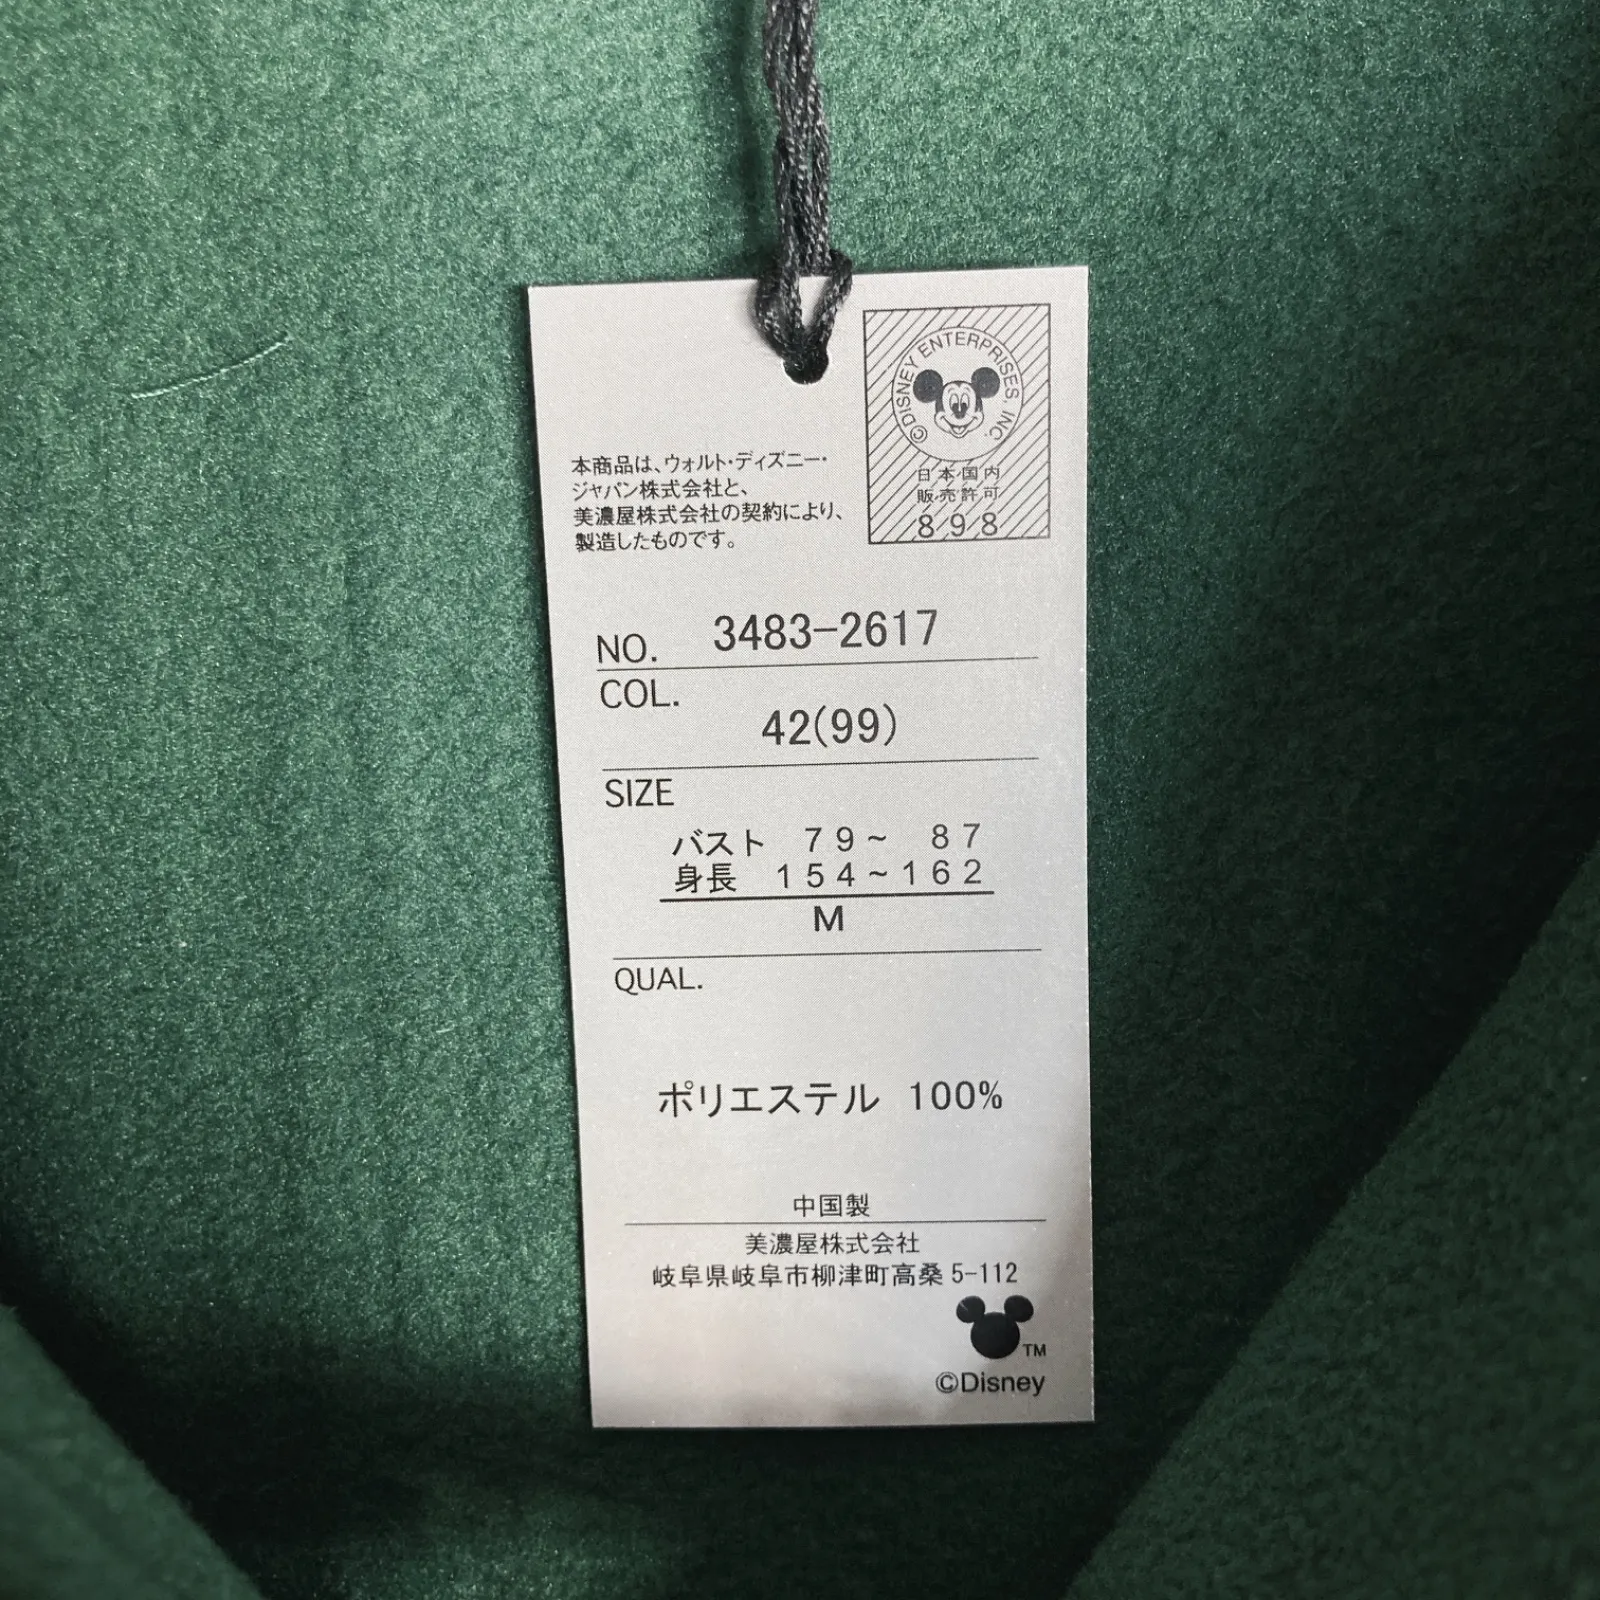 ©DISNEY ENTERPRISES, INC.
日本国内
販売許可
898
本商品は、ウォルト・ディズニー・
ジャパン株式会社と、
美濃屋株式会社の契約により、
製造したものです。
NO. 3483-2617
COL.
42(99)
SIZE
バスト 79~ 87
身長 154~162
M
QUAL.
ポリエステル 100%
中国製
美濃屋株式会社
岐阜県岐阜市柳津町高桑5-112
TM
©Disney